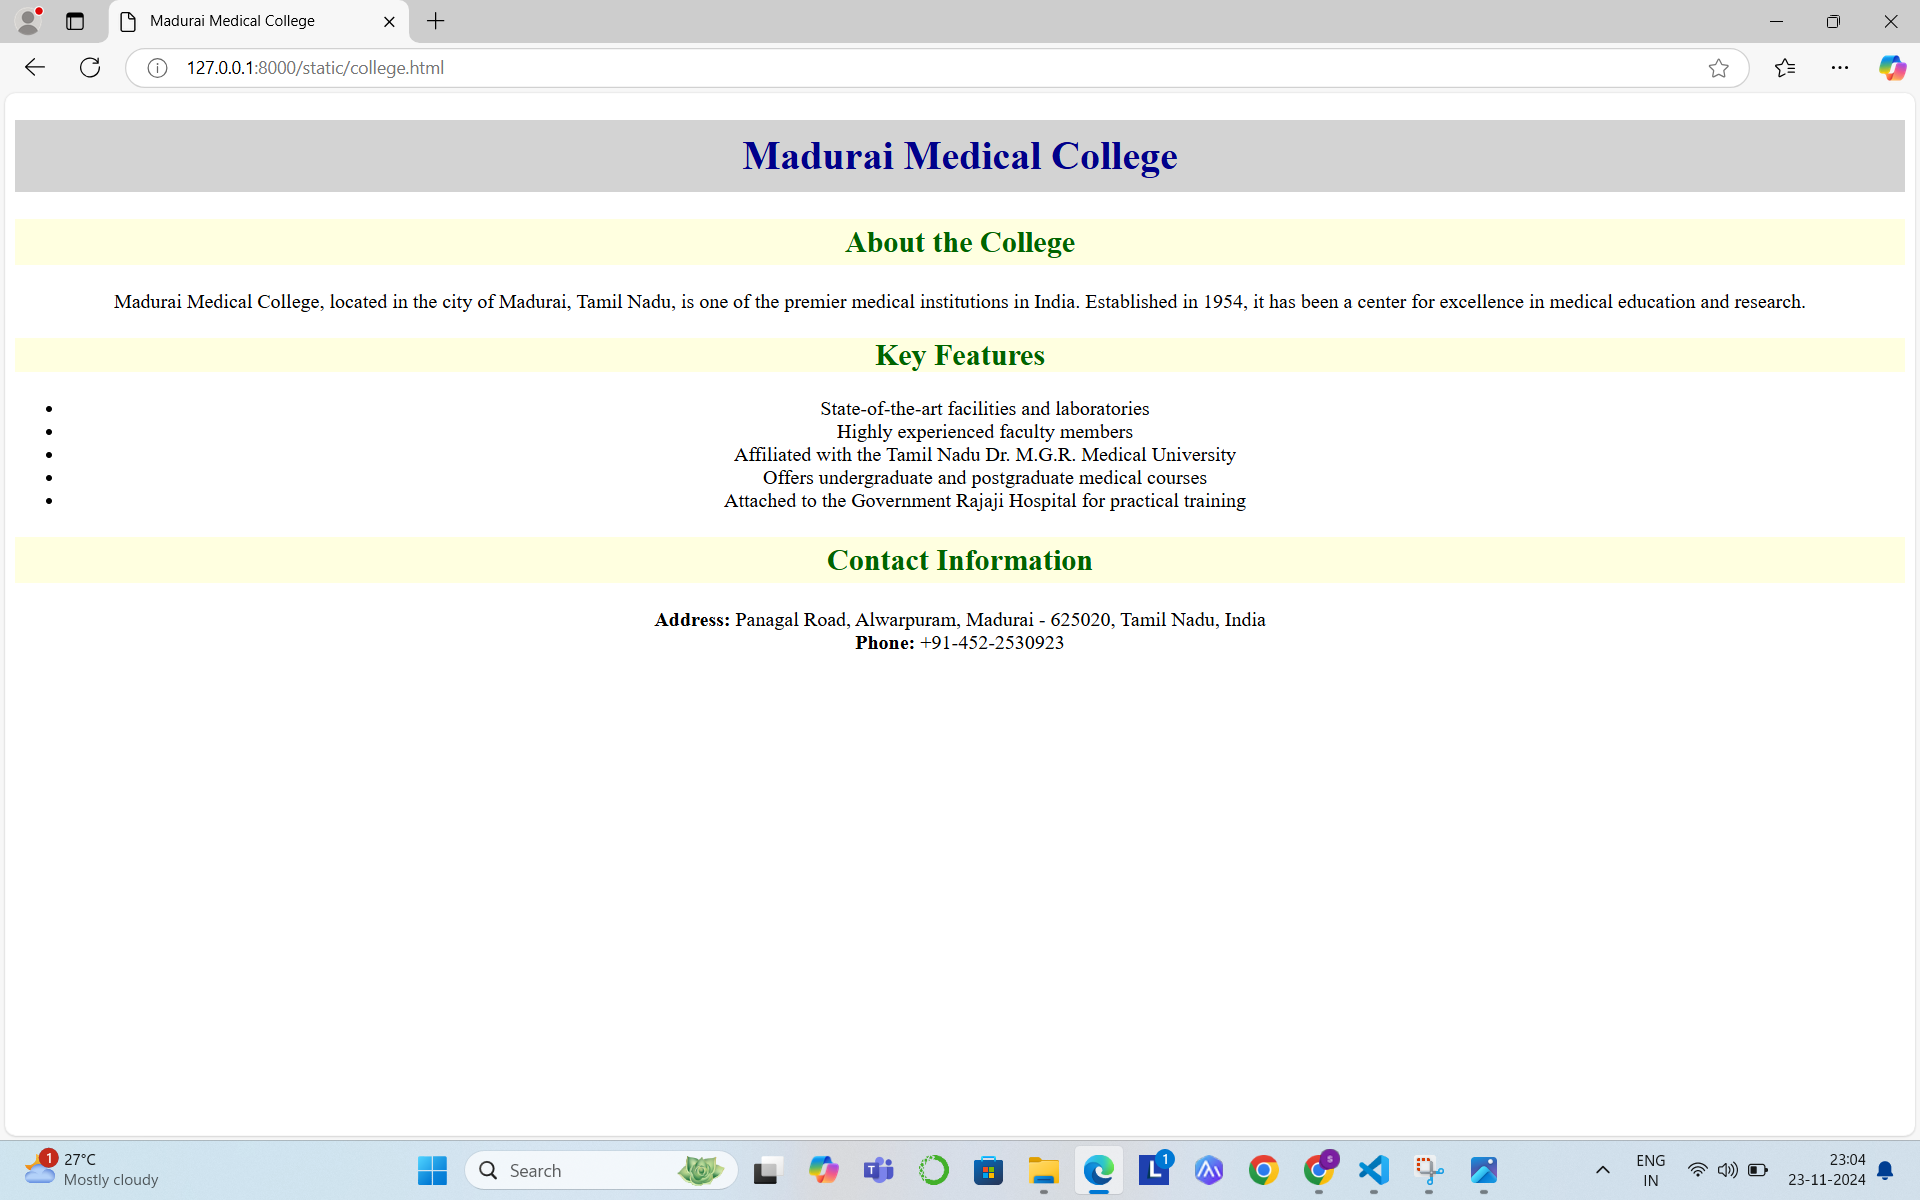 Madurai Medical College
127.0.0.1:8000/static/college.html
Madurai Medical College
About the College
Madurai Medical College, located in the city of Madurai, Tamil Nadu, is one of the premier medical institutions in India. Established in 1954, it has been a center for excellence in medical education and research.
Key Features
• State-of-the-art facilities and laboratories
• Highly experienced faculty members
• Affiliated with the Tamil Nadu Dr. M.G.R. Medical University
• Offers undergraduate and postgraduate medical courses
• Attached to the Government Rajaji Hospital for practical training
Contact Information
Address: Panagal Road, Alwarpuram, Madurai - 625020, Tamil Nadu, India
Phone: +91-452-2530923
1
27°C
Mostly cloudy
Search
L
1
S
ENG
IN
23:04
23-11-2024